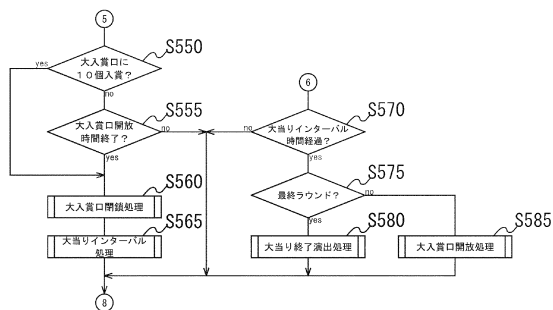 5
S550
大入賞口に
10個入賞？
yes
no
S555
大入賞口開放
時間終了？
no
yes
S560
大入賞口閉鎖処理
S565
大当りインターバル
処理
8
6
S570
大当りインターバル
時間経過？
no
yes
S575
最終ラウンド？
no
yes
S580
大当り終了演出処理
S585
大入賞口開放処理